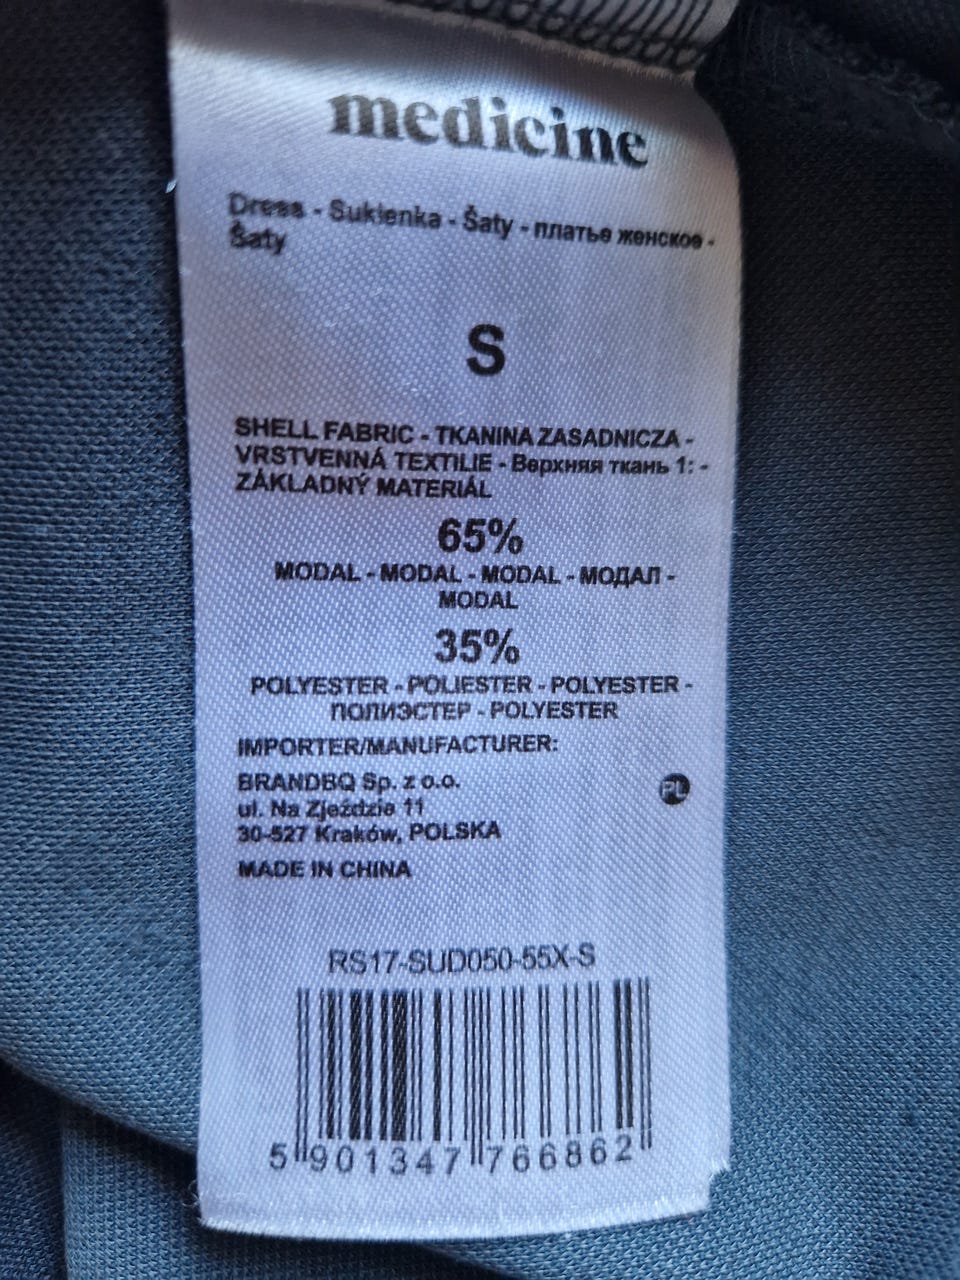 medicine
Dress - Sukienka - Šaty - платье женское -
Šaty
S
SHELL FABRIC - TKANINA ZASADNICZA -
VRSTVENNÁ TEXTILIE - Верхняя ткань 1: -
ZÁKLADNÝ MATERIÁL
65%
MODAL - MODAL - MODAL - МОДАЛ -
MODAL
35%
POLYESTER - POLIESTER - POLYESTER -
ПОЛИЭСТЕР - POLYESTER
IMPORTER/MANUFACTURER:
BRANDBQ Sp. z o.o.
ul. Na Zjeździe 11
PL
30-527 Kraków, POLSKA
MADE IN CHINA
RS17-SUD050-55X-S
5 901347 766862